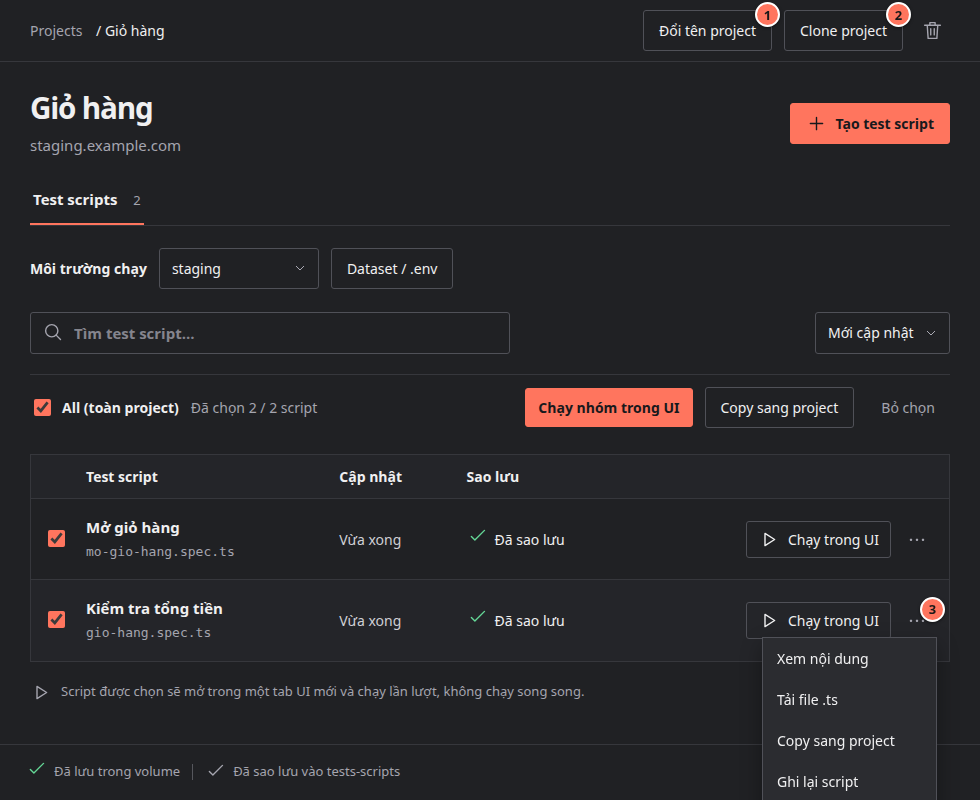 Projects / Giỏ hàng
Đổi tên project
1
Clone project
2
Giỏ hàng
staging.example.com
Tạo test script
Test scripts 2
Môi trường chạy
staging
Dataset / .env
Tìm test script...
Mới cập nhật
All (toàn project) Đã chọn 2 / 2 script
Chạy nhóm trong UI
Copy sang project
Bỏ chọn
Test script Cập nhật Sao lưu
Mở giỏ hàng
mo-gio-hang.spec.ts
Vừa xong
Đã sao lưu
Chạy trong UI
...
Kiểm tra tổng tiền
gio-hang.spec.ts
Vừa xong
Đã sao lưu
Chạy trong UI
...
3
Xem nội dung
Tải file .ts
Copy sang project
Ghi lại script
Script được chọn sẽ mở trong một tab UI mới và chạy lần lượt, không chạy song song.
Đã lưu trong volume
Đã sao lưu vào tests-scripts